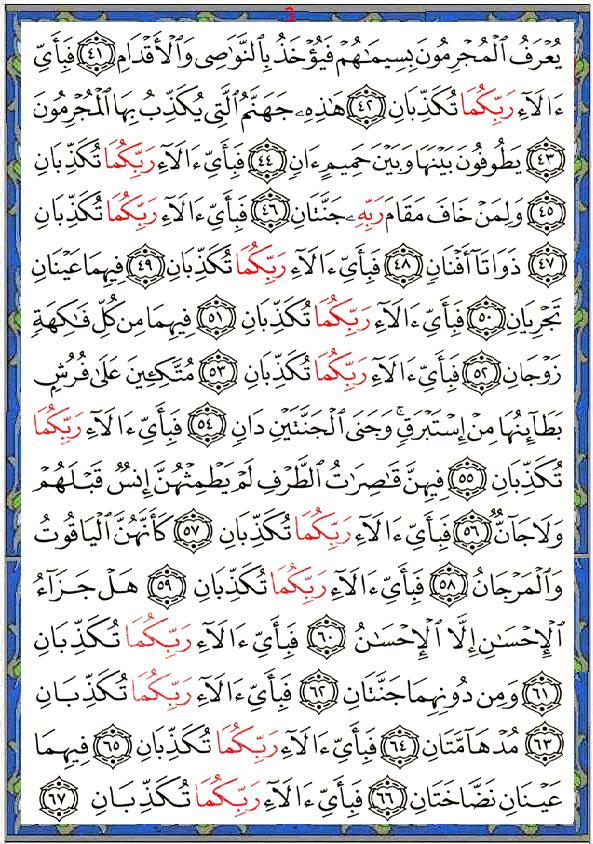 3
يُعْرَفُ ٱلْمُجْرِمُونَ بِسِيمَٰهُمْ فَيُؤْخَذُ بِٱلنَّوَٰصِى وَٱلْأَقْدَامِ ٤١ فَبِأَىِّ
ءَالَآءِ رَبِّكُمَا تُكَذِّبَانِ ٤٢ هَٰذِهِۦ جَهَنَّمُ ٱلَّتِى يُكَذِّبُ بِهَا ٱلْمُجْرِمُونَ
٤٣ يَطُوفُونَ بَيْنَهَا وَبَيْنَ حَمِيمٍ ءَانٍ ٤٤ فَبِأَىِّ ءَالَآءِ رَبِّكُمَا تُكَذِّبَانِ
٤٥ وَلِمَنْ خَافَ مَقَامَ رَبِّهِۦ جَنَّتَانِ ٤٦ فَبِأَىِّ ءَالَآءِ رَبِّكُمَا تُكَذِّبَانِ
٤٧ ذَوَاتَآ أَفْنَانٍ ٤٨ فَبِأَىِّ ءَالَآءِ رَبِّكُمَا تُكَذِّبَانِ ٤٩ فِيهِمَا عَيْنَانِ
تَجْرِيَانِ ٥٠ فَبِأَىِّ ءَالَآءِ رَبِّكُمَا تُكَذِّبَانِ ٥١ فِيهِمَا مِن كُلِّ فَٰكِهَةٍ
زَوْجَانِ ٥٢ فَبِأَىِّ ءَالَآءِ رَبِّكُمَا تُكَذِّبَانِ ٥٣ مُتَّكِـِٔينَ عَلَىٰ فُرُشٍۭ
بَطَآئِنُهَا مِنْ إِسْتَبْرَقٍ ۚ وَجَنَى ٱلْجَنَّتَيْنِ دَانٍ ٥٤ فَبِأَىِّ ءَالَآءِ رَبِّكُمَا
تُكَذِّبَانِ ٥٥ فِيهِنَّ قَٰصِرَٰتُ ٱلطَّرْفِ لَمْ يَطْمِثْهُنَّ إِنسٌ قَبْلَهُمْ
وَلَا جَآنٌّ ٥٦ فَبِأَىِّ ءَالَآءِ رَبِّكُمَا تُكَذِّبَانِ ٥٧ كَأَنَّهُنَّ ٱلْيَاقُوتُ
وَٱلْمَرْجَانُ ٥٨ فَبِأَىِّ ءَالَآءِ رَبِّكُمَا تُكَذِّبَانِ ٥٩ هَلْ جَزَآءُ
ٱلْإِحْسَٰنِ إِلَّا ٱلْإِحْسَٰنُ ٦٠ فَبِأَىِّ ءَالَآءِ رَبِّكُمَا تُكَذِّبَانِ
٦١ وَمِن دُونِهِمَا جَنَّتَانِ ٦٢ فَبِأَىِّ ءَالَآءِ رَبِّكُمَا تُكَذِّبَانِ
٦٣ مُدْهَآمَّتَانِ ٦٤ فَبِأَىِّ ءَالَآءِ رَبِّكُمَا تُكَذِّبَانِ ٦٥ فِيهِمَا
عَيْنَانِ نَضَّاخَتَانِ ٦٦ فَبِأَىِّ ءَالَآءِ رَبِّكُمَا تُكَذِّبَانِ ٦٧